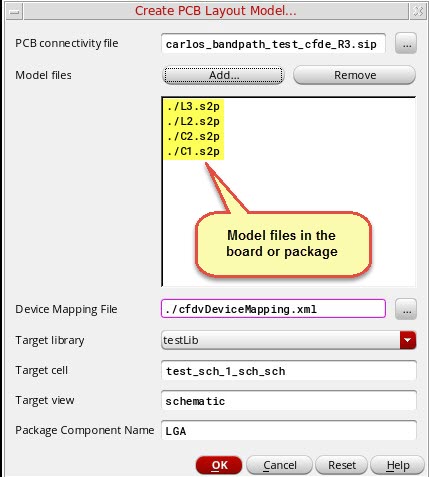 Create PCB Layout Model...
PCB connectivity file carlos_bandpath_test_cfde_R3.sip ...
Model files Add... Remove
./L3.s2p
./L2.s2p
./C2.s2p
./C1.s2p
Model files in the
board or package
Device Mapping File ./cfdvDeviceMapping.xml ...
Target library testLib
Target cell test_sch_1_sch_sch
Target view schematic
Package Component Name LGA
OK Cancel Reset Help